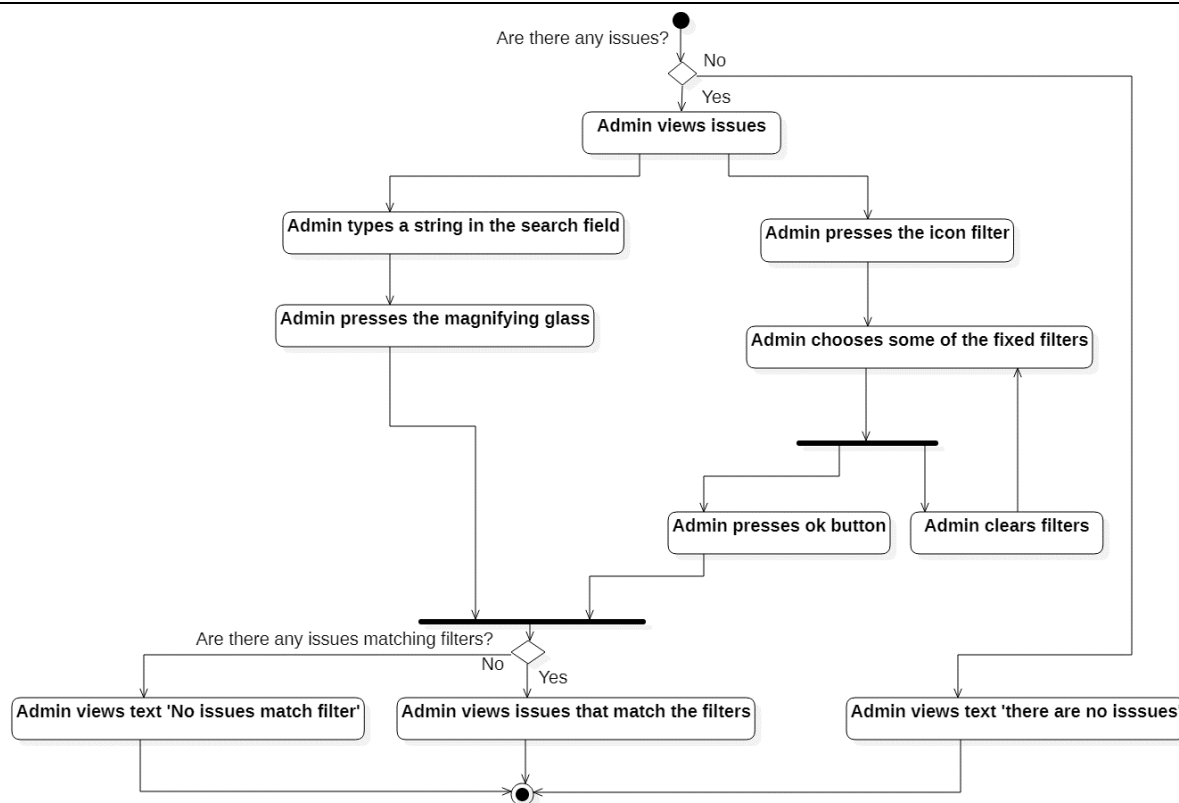 Are there any issues?
No
Yes
Admin views issues
Admin types a string in the search field
Admin presses the icon filter
Admin presses the magnifying glass
Admin chooses some of the fixed filters
Admin presses ok button
Admin clears filters
Are there any issues matching filters?
No
Yes
Admin views text 'No issues match filter'
Admin views issues that match the filters
Admin views text 'there are no isssues'